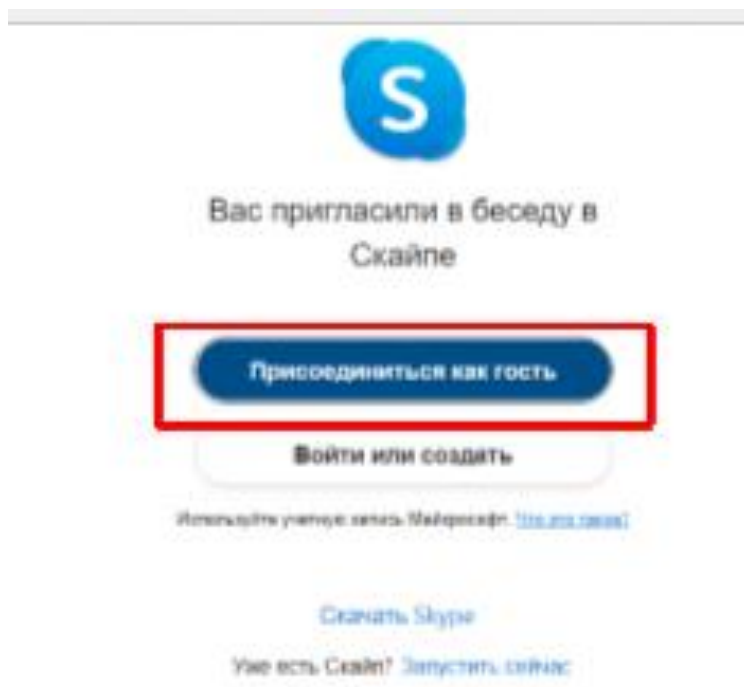 S
Вас пригласили в беседу в
Скайпе
Присоединиться как гость
Войти или создать
Используйте учетную запись Майкрософт. Что это такое?
Скачать Skype
Уже есть Скайп? Запустить сейчас